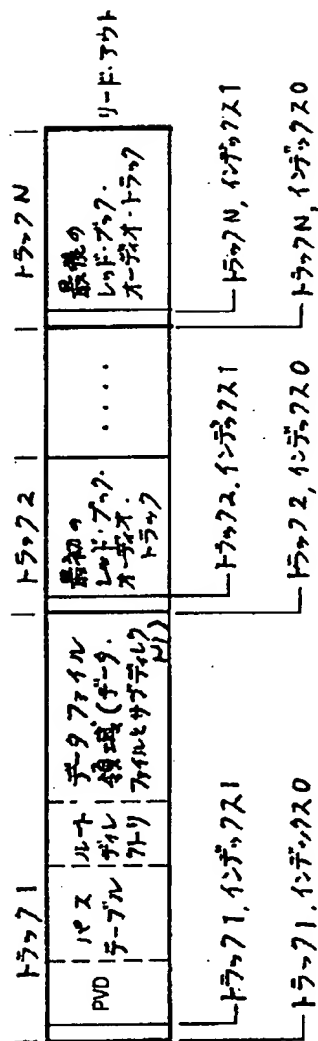 トラック1
トラック2
トラックN
PVD
パス
テーブル
ルート
ディレ
クトリ
データファイル
領域(データ.
ファイルとサブディレク
トリ)
最初の
レッド・ブック.
オーディオ.
トラック
. . . .
最後の
レッド・ブック.
オーディオ・トラック
リード・アウト
トラック1, インデックス1
トラック1, インデックス0
トラック2. インデックス1
トラック2, インデックス0
トラックN, インデックス1
トラックN, インデックス0